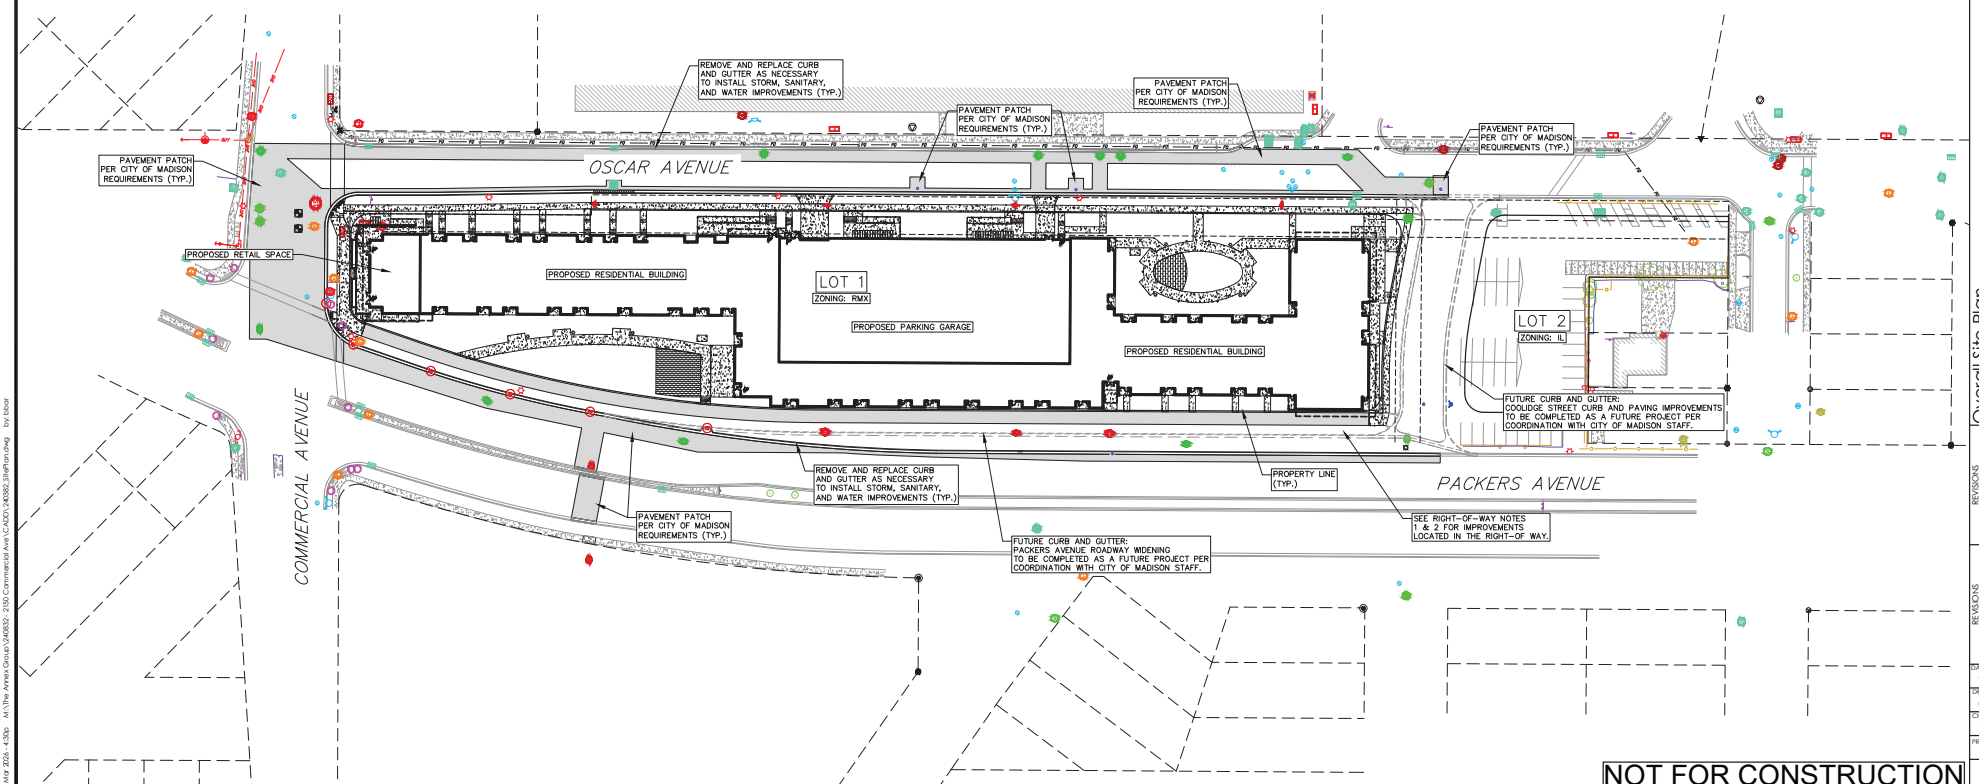 REMOVE AND REPLACE CURB
AND GUTTER AS NECESSARY
TO INSTALL STORM, SANITARY,
AND WATER IMPROVEMENTS (TYP.)
PAVEMENT PATCH
PER CITY OF MADISON
REQUIREMENTS (TYP.)
PAVEMENT PATCH
PER CITY OF MADISON
REQUIREMENTS (TYP.)
PAVEMENT PATCH
PER CITY OF MADISON
REQUIREMENTS (TYP.)
PAVEMENT PATCH
PER CITY OF MADISON
REQUIREMENTS (TYP.)
OSCAR AVENUE
PROPOSED RETAIL SPACE
PROPOSED RESIDENTIAL BUILDING
LOT 1
ZONING: RMX
PROPOSED PARKING GARAGE
PROPOSED RESIDENTIAL BUILDING
LOT 2
ZONING: IL
FUTURE CURB AND GUTTER:
COOLIDGE STREET CURB AND PAVING IMPROVEMENTS
TO BE COMPLETED AS A FUTURE PROJECT PER
COORDINATION WITH CITY OF MADISON STAFF.
COMMERCIAL AVENUE
REMOVE AND REPLACE CURB
AND GUTTER AS NECESSARY
TO INSTALL STORM, SANITARY,
AND WATER IMPROVEMENTS (TYP.)
PROPERTY LINE
(TYP.)
PACKERS AVENUE
PAVEMENT PATCH
PER CITY OF MADISON
REQUIREMENTS (TYP.)
SEE RIGHT-OF-WAY NOTES
1 & 2 FOR IMPROVEMENTS
LOCATED IN THE RIGHT-OF WAY.
FUTURE CURB AND GUTTER:
PACKERS AVENUE ROADWAY WIDENING
TO BE COMPLETED AS A FUTURE PROJECT PER
COORDINATION WITH CITY OF MADISON STAFF.
Overall Site Plan
REVISIONS
REVISIONS
NOT FOR CONSTRUCTION